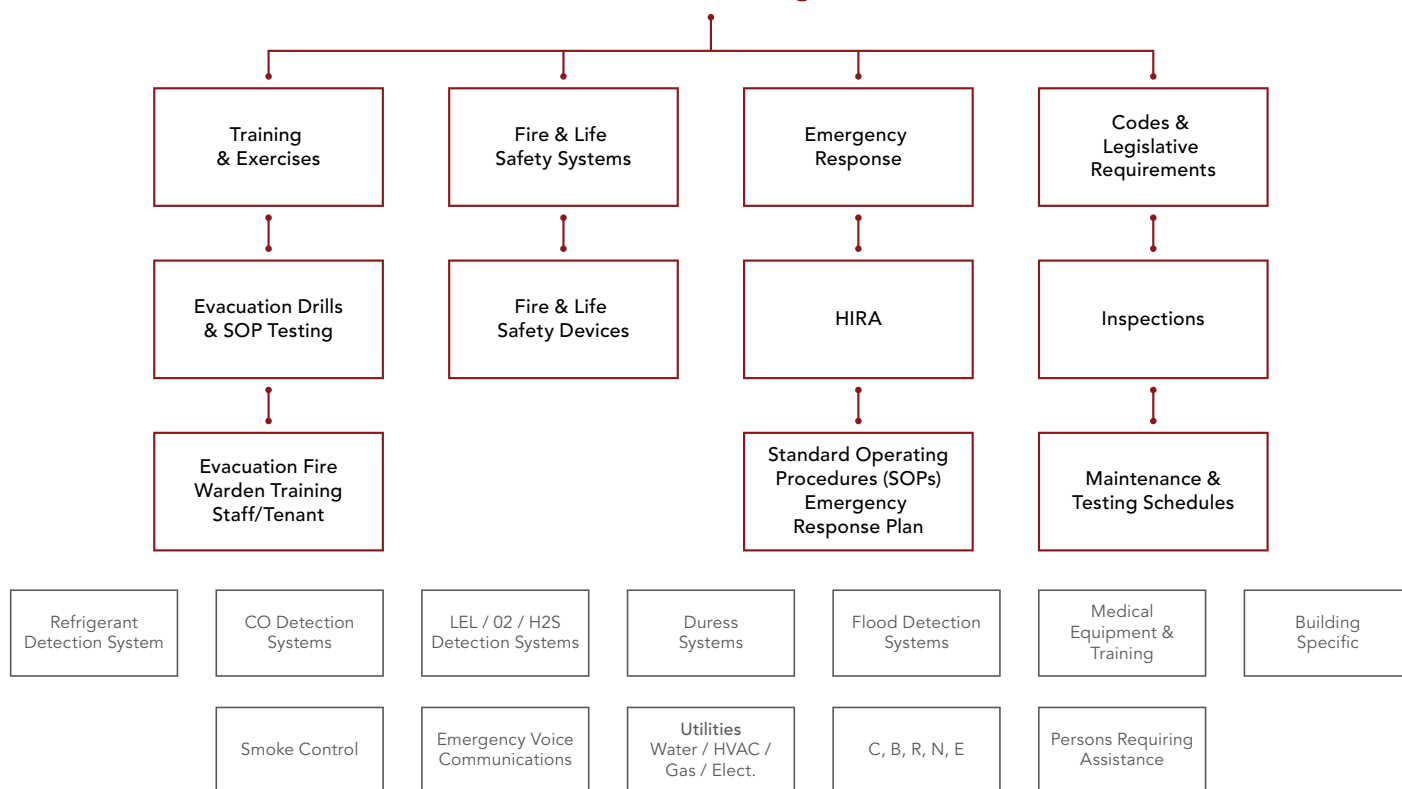 Training
& Exercises
Fire & Life
Safety Systems
Emergency
Response
Codes &
Legislative
Requirements
Evacuation Drills
& SOP Testing
Fire & Life
Safety Devices
HIRA
Inspections
Evacuation Fire
Warden Training
Staff/Tenant
Standard Operating
Procedures (SOPs)
Emergency
Response Plan
Maintenance &
Testing Schedules
Refrigerant
Detection System
CO Detection
Systems
LEL / 02 / H2S
Detection Systems
Duress
Systems
Flood Detection
Systems
Medical
Equipment &
Training
Building
Specific
Smoke Control
Emergency Voice
Communications
Utilities
Water / HVAC /
Gas / Elect.
C, B, R, N, E
Persons Requiring
Assistance